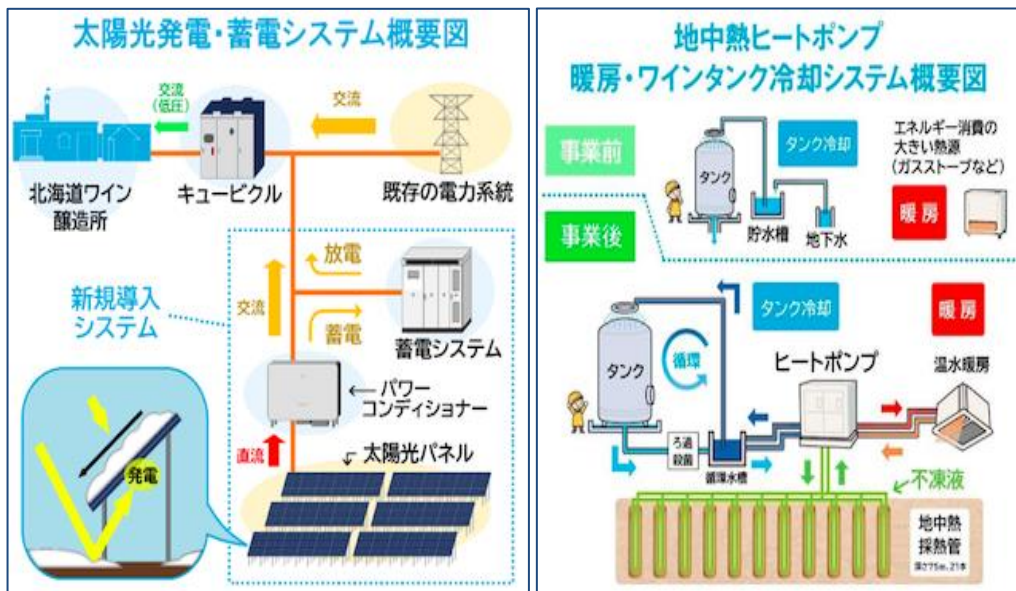 太陽光発電・蓄電システム概要図
交流
(低圧)
交流
北海道ワイン
醸造所
キュービクル
既存の電力系統
新規導入
システム
放電
交流
蓄電
蓄電システム
パワー
コンディショナー
直流
太陽光パネル
発電
地中熱ヒートポンプ
暖房・ワインタンク冷却システム概要図
事業前
タンク
タンク冷却
貯水槽
地下水
エネルギー消費の
大きい熱源
(ガスストーブなど)
暖房
事業後
タンク
循環
タンク冷却
ヒートポンプ
暖房
温水暖房
ろ過
殺菌
循環水槽
不凍液
地中熱
採熱管
深さ75m、21本